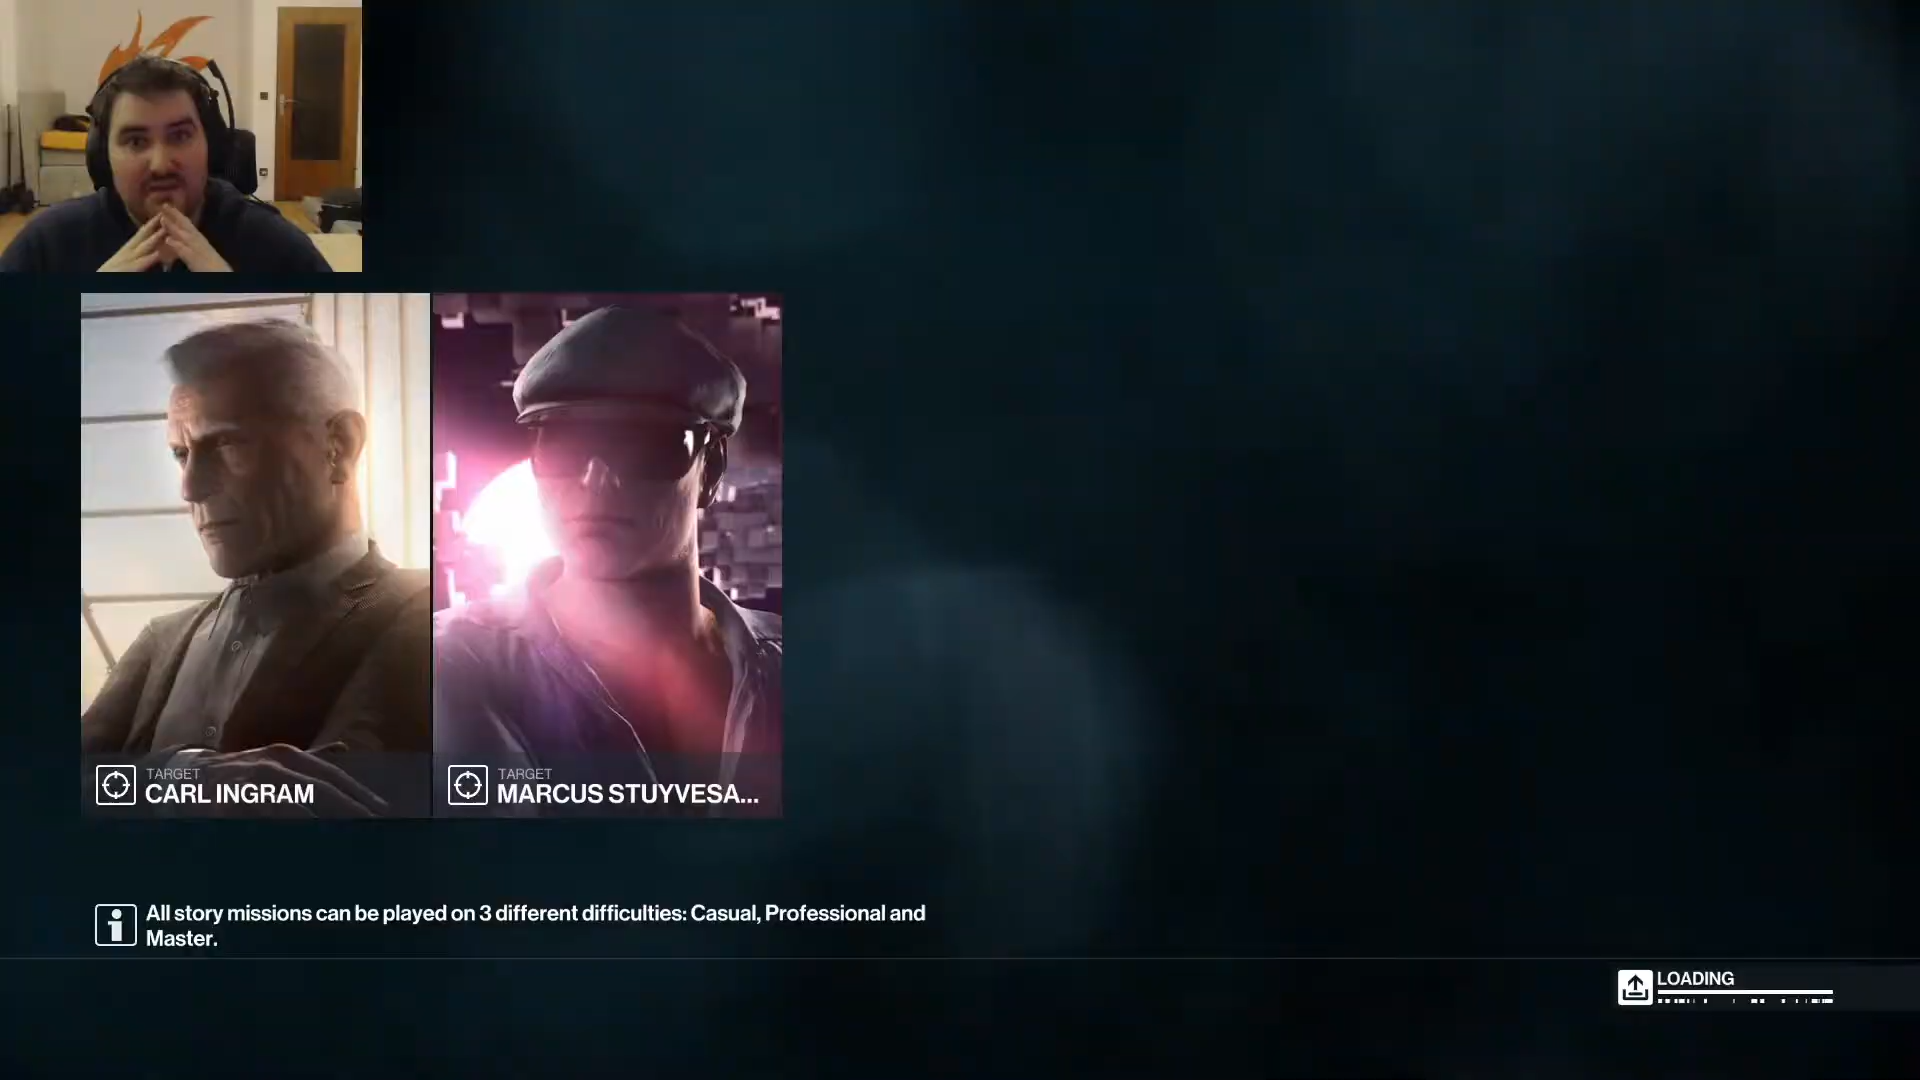 TARGET
CARL INGRAM
TARGET
MARCUS STUYVESA...
All story missions can be played on 3 different difficulties: Casual, Professional and
Master.
LOADING